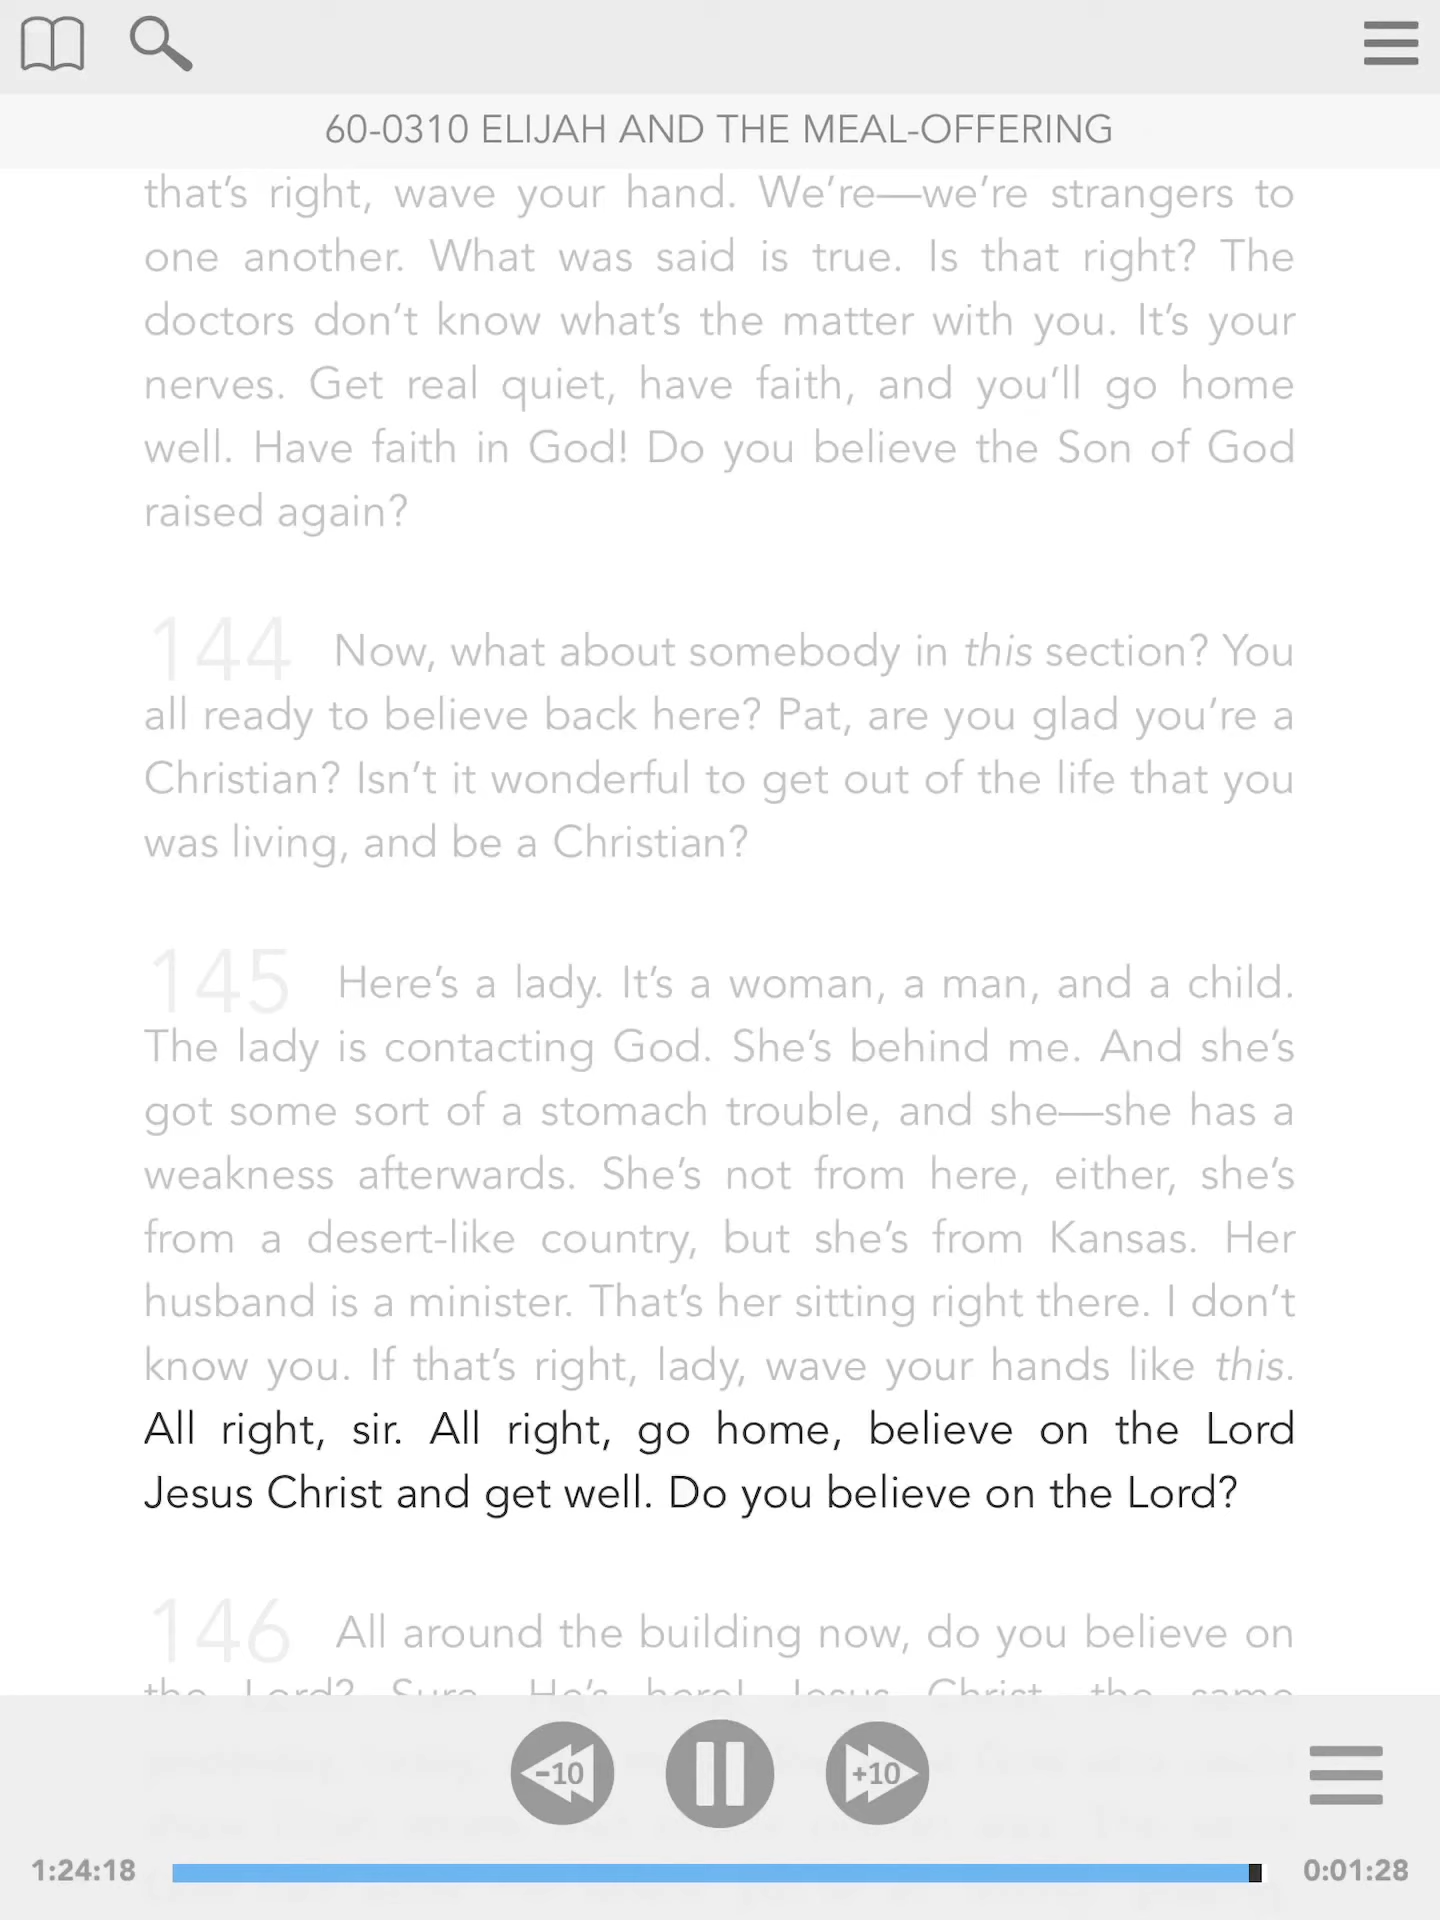 60-0310 ELIJAH AND THE MEAL-OFFERING
that's right, wave your hand. We're—we're strangers to
one another. What was said is true. Is that right? The
doctors don't know what's the matter with you. It's your
nerves. Get real quiet, have faith, and you'll go home
well. Have faith in God! Do you believe the Son of God
raised again?
144 Now, what about somebody in this section? You
all ready to believe back here? Pat, are you glad you're a
Christian? Isn't it wonderful to get out of the life that you
was living, and be a Christian?
145 Here's a lady. It's a woman, a man, and a child.
The lady is contacting God. She's behind me. And she's
got some sort of a stomach trouble, and she—she has a
weakness afterwards. She's not from here, either, she's
from a desert-like country, but she's from Kansas. Her
husband is a minister. That's her sitting right there. I don't
know you. If that's right, lady, wave your hands like this.
All right, sir. All right, go home, believe on the Lord
Jesus Christ and get well. Do you believe on the Lord?
146 All around the building now, do you believe on
the Lord? Sure. He's here! Jesus Christ, the same
-10 +10
1:24:18 0:01:28